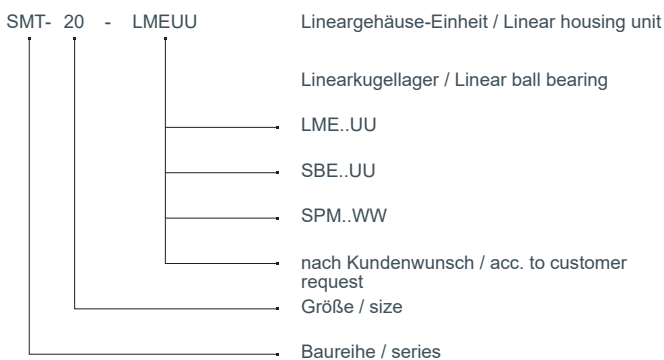 SMT- 20 - LMEUU Lineargehäuse-Einheit / Linear housing unit
Linearkugellager / Linear ball bearing
LME..UU
SBE..UU
SPM..WW
nach Kundenwunsch / acc. to customer
request
Größe / size
Baureihe / series